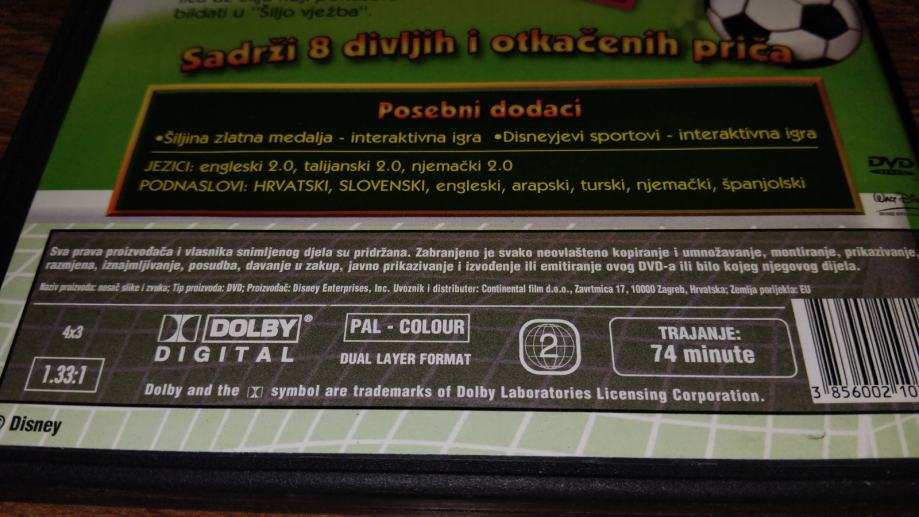 bildati u "Šiljo vježba".
Sadrži 8 divljih i otkačenih priča
Posebni dodaci
•Šiljina zlatna medalja - interaktivna igra •Disneyjevi sportovi - interaktivna igra
JEZICI: engleski 2.0, talijanski 2.0, njemački 2.0
PODNASLOVI: HRVATSKI, SLOVENSKI, engleski, arapski, turski, njemački, španjolski
DVD
Sva prava proizvođača i vlasnika snimljenog djela su pridržana. Zabranjeno je svako neovlašteno kopiranje i umnožavanje, montiranje, prikazivanje,
razmjena, iznajmljivanje, posudba, davanje u zakup, javno prikazivanje i izvođenje ili emitiranje ovog DVD-a ili bilo kojeg njegovog dijela.
Naziv proizvoda: nosač slike i zvuka; Tip proizvoda: DVD; Proizvođač: Disney Enterprises, Inc. Uvoznik i distributer: Continental film d.o.o., Zavrtnica 17, 10000 Zagreb, Hrvatska; Zemlja porijekla: EU
4x3
1.33:1
DOLBY®
DIGITAL
PAL - COLOUR
DUAL LAYER FORMAT
2
TRAJANJE:
74 minute
3 856002 10
Dolby and the symbol are trademarks of Dolby Laboratories Licensing Corporation.
© Disney